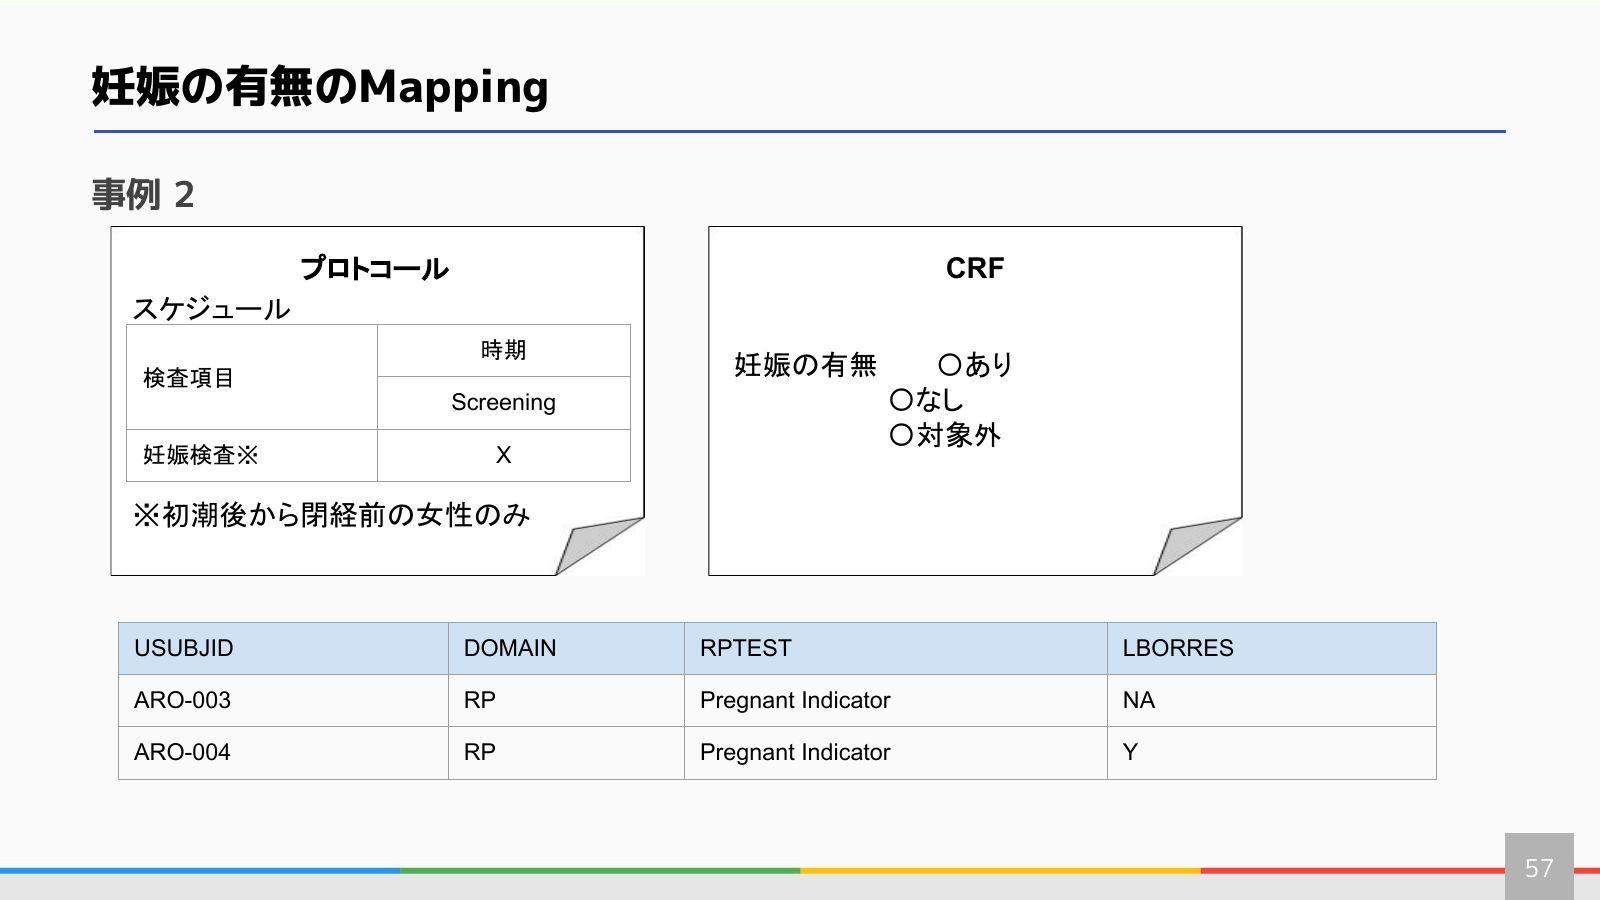 妊娠の有無のMapping
事例 2
プロトコール
スケジュール
検査項目
時期
Screening
妊娠検査※
X
※初潮後から閉経前の女性のみ
CRF
妊娠の有無 〇あり
〇なし
〇対象外
USUBJID DOMAIN RPTEST LBORRES
ARO-003 RP Pregnant Indicator NA
ARO-004 RP Pregnant Indicator Y
57